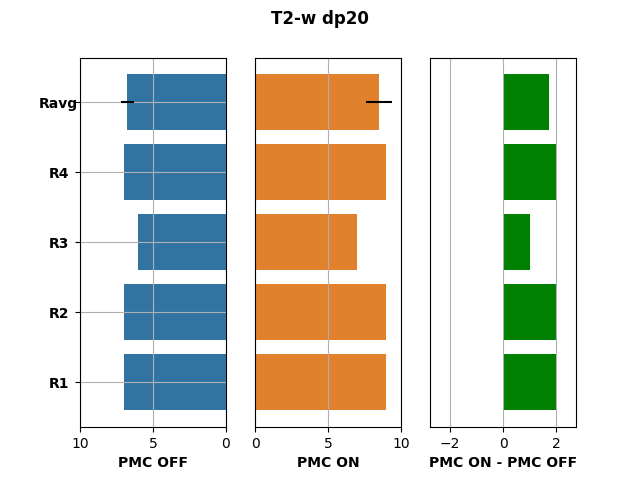 T2-w dp20
Ravg
R4
R3
R2
R1
10 5 0
0 5 10
−2 0 2
PMC OFF
PMC ON
PMC ON - PMC OFF